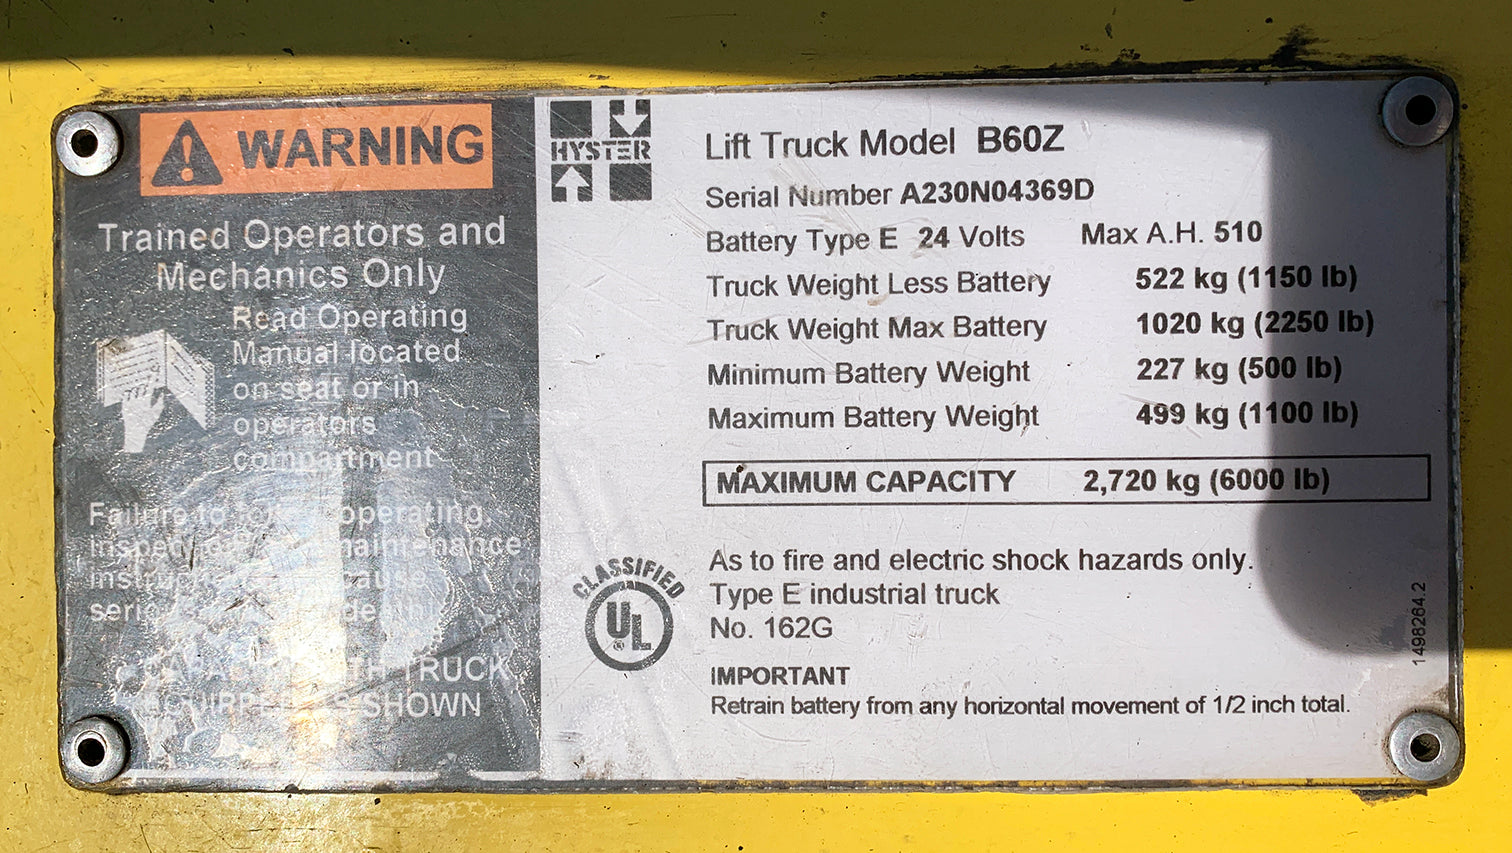 WARNING
Trained Operators and
Mechanics Only
Read Operating
Manual located
on seat or in
operators
compartment
Failure to operating,
maintenance
cause
TRUCK
SHOWN
HYSTER
Lift Truck Model B60Z
Serial Number A230N04369D
Battery Type E 24 Volts Max A.H. 510
Truck Weight Less Battery 522 kg (1150 lb)
Truck Weight Max Battery 1020 kg (2250 lb)
Minimum Battery Weight 227 kg (500 lb)
Maximum Battery Weight 499 kg (1100 lb)
MAXIMUM CAPACITY 2,720 kg (6000 lb)
CLASSIFIED
UL
®
As to fire and electric shock hazards only.
Type E industrial truck
No. 162G
IMPORTANT
Retrain battery from any horizontal movement of 1/2 inch total.
1498264.2